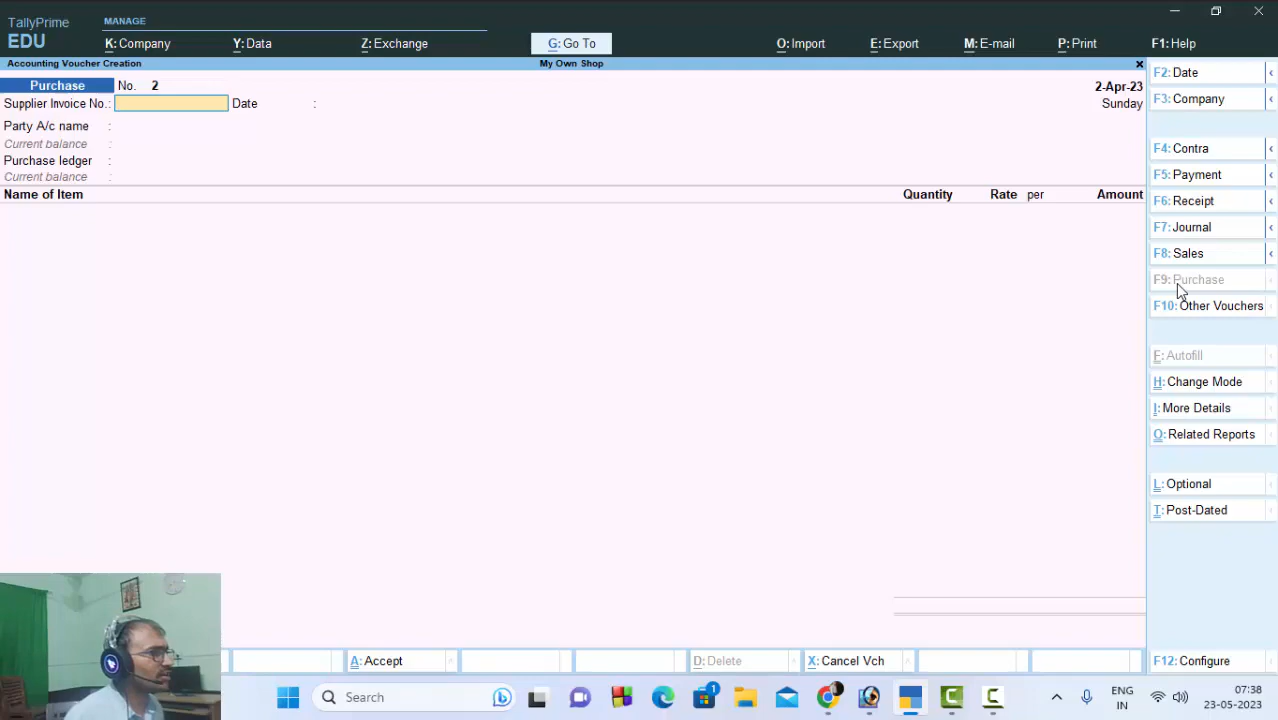 TallyPrime
EDU
MANAGE
K: Company
Y: Data
Z: Exchange
G: Go To
O: Import
E: Export
M: E-mail
P: Print
F1: Help
Accounting Voucher Creation
My Own Shop
Purchase No. 2
2-Apr-23
Supplier Invoice No.:
Date :
Sunday
Party A/c name :
Current balance :
Purchase ledger :
Current balance :
Name of Item
Quantity
Rate
per
Amount
F2: Date
F3: Company
F4: Contra
F5: Payment
F6: Receipt
F7: Journal
F8: Sales
F9: Purchase
F10: Other Vouchers
F: Autofill
H: Change Mode
I: More Details
O: Related Reports
L: Optional
T: Post-Dated
A: Accept
D: Delete
X: Cancel Vch
F12: Configure
Search
1
ENG
IN
07:38
23-05-2023